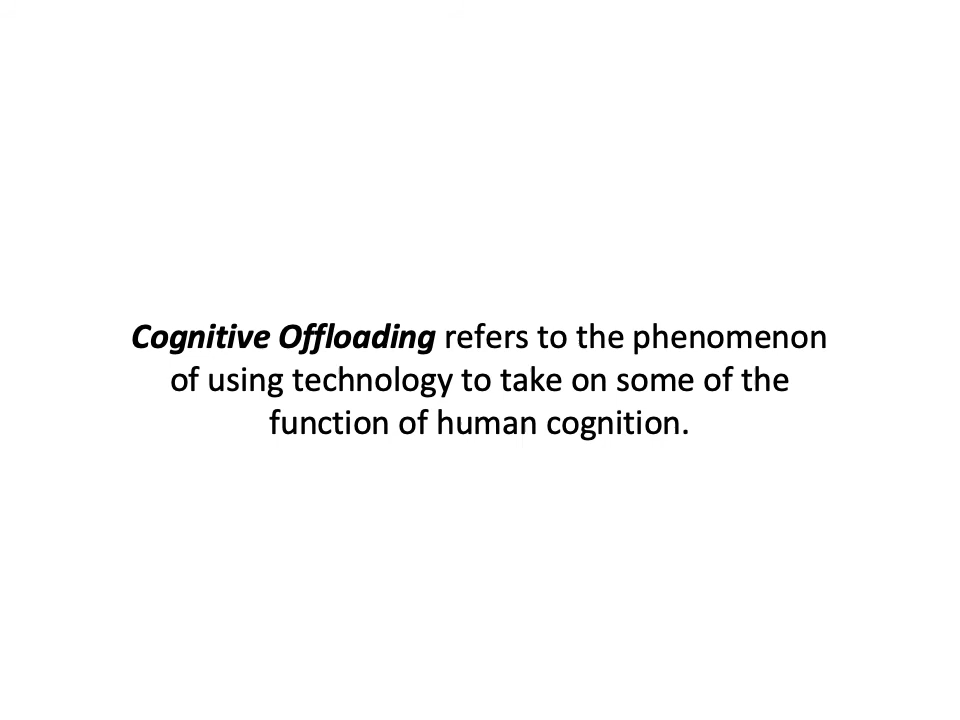 Cognitive Offloading refers to the phenomenon
of using technology to take on some of the
function of human cognition.